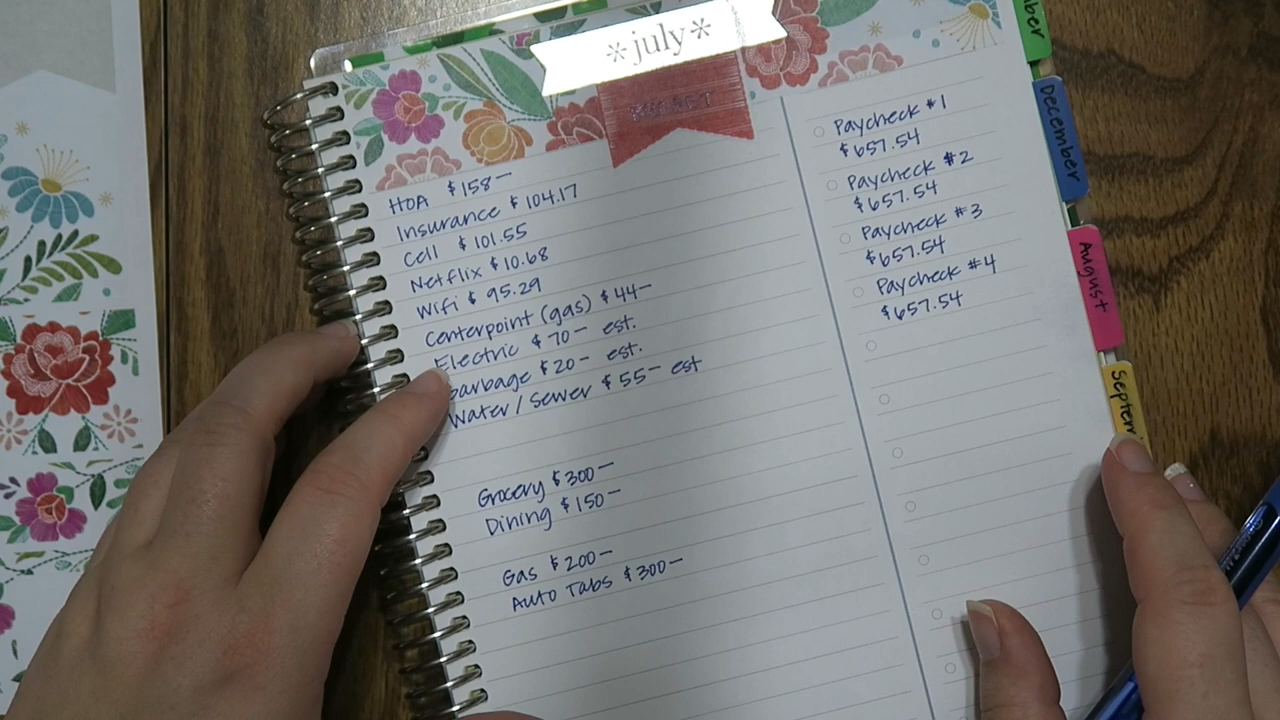 *july*
BUDGET
HOA $158—
Insurance $104.17
Cell $101.55
Netflix $10.68
Wifi $95.29
Centerpoint (gas) $44—
Electric $70— est.
Garbage $20— est.
Water/Sewer $55— est
Grocery $300—
Dining $150—
Gas $200—
Auto Tabs $300—
Paycheck #1
$657.54
Paycheck #2
$657.54
Paycheck #3
$657.54
Paycheck #4
$657.54
mber
December
August
Septem